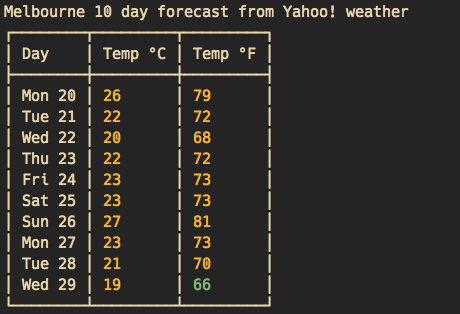 Melbourne 10 day forecast from Yahoo! weather
Day Temp °C Temp °F
Mon 20 26 79
Tue 21 22 72
Wed 22 20 68
Thu 23 22 72
Fri 24 23 73
Sat 25 23 73
Sun 26 27 81
Mon 27 23 73
Tue 28 21 70
Wed 29 19 66